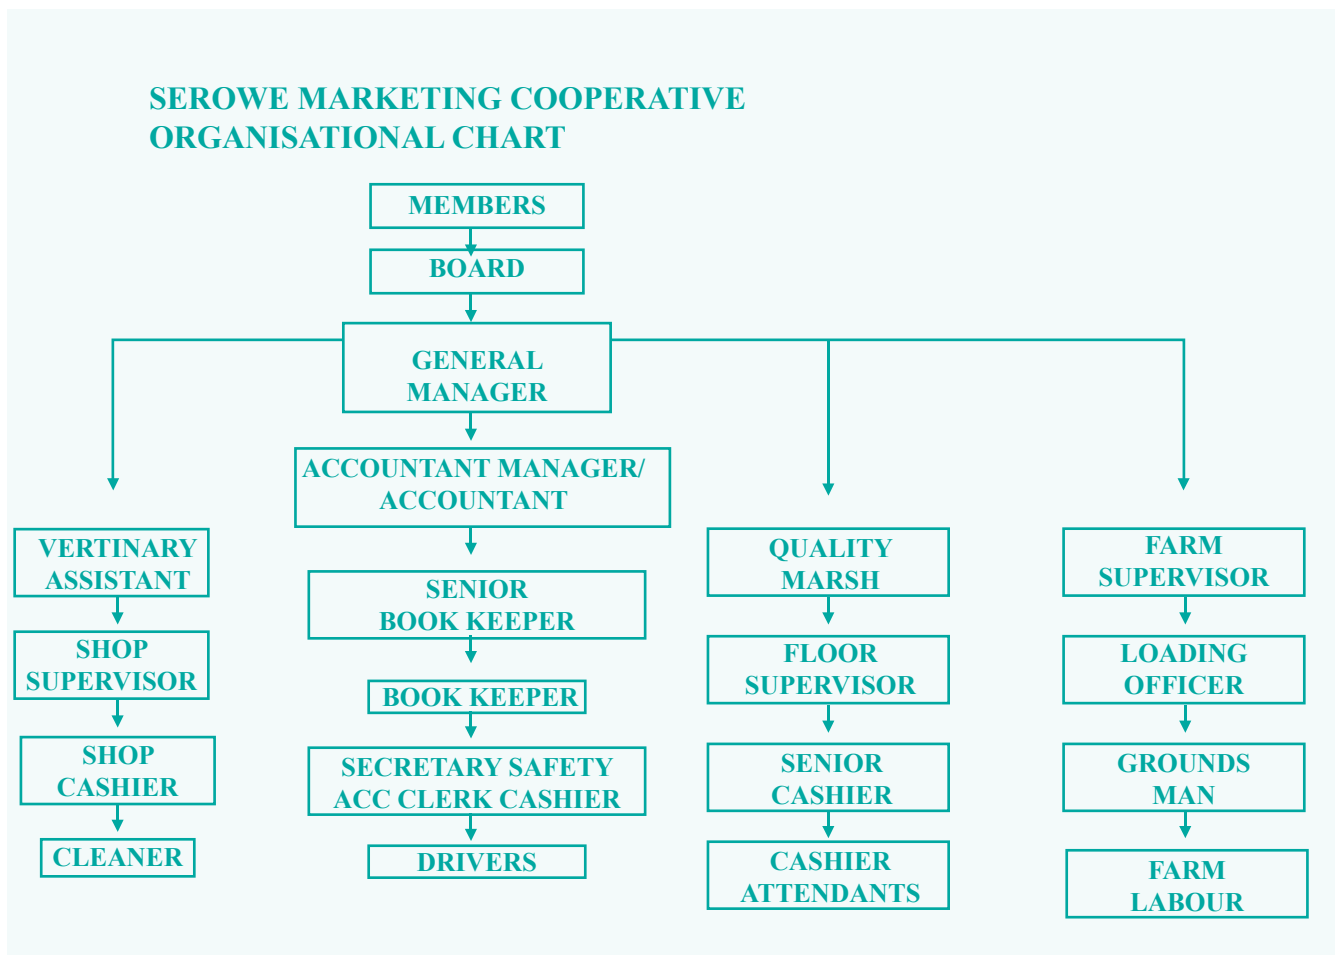 SEROWE MARKETING COOPERATIVE
ORGANISATIONAL CHART
MEMBERS
BOARD
GENERAL
MANAGER
ACCOUNTANT MANAGER/
ACCOUNTANT
VERTINARY
ASSISTANT
SHOP
SUPERVISOR
SHOP
CASHIER
CLEANER
SENIOR
BOOK KEEPER
BOOK KEEPER
SECRETARY SAFETY
ACC CLERK CASHIER
DRIVERS
QUALITY
MARSH
FLOOR
SUPERVISOR
SENIOR
CASHIER
CASHIER
ATTENDANTS
FARM
SUPERVISOR
LOADING
OFFICER
GROUNDS
MAN
FARM
LABOUR